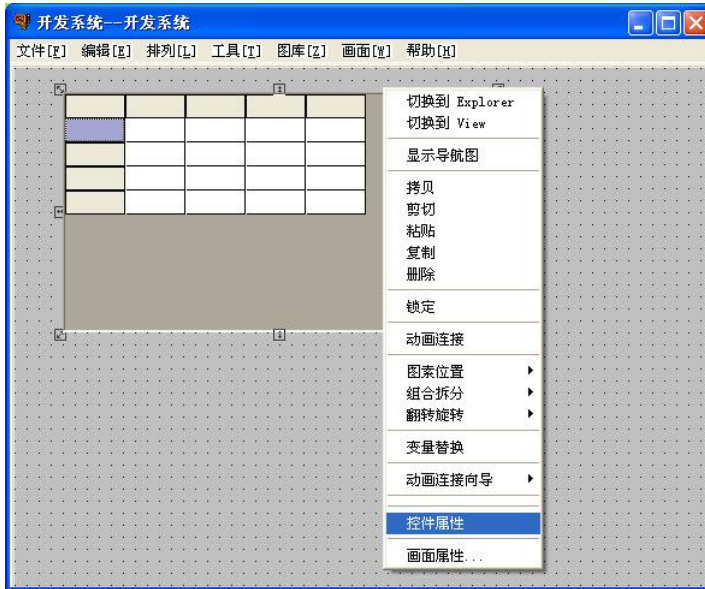 开发系统--开发系统
文件[F] 编辑[E] 排列[L] 工具[T] 图库[Z] 画面[W] 帮助[H]
切换到 Explorer
切换到 View
显示导航图
拷贝
剪切
粘贴
复制
删除
锁定
动画连接
图素位置
组合拆分
翻转旋转
变量替换
动画连接向导
控件属性
画面属性...